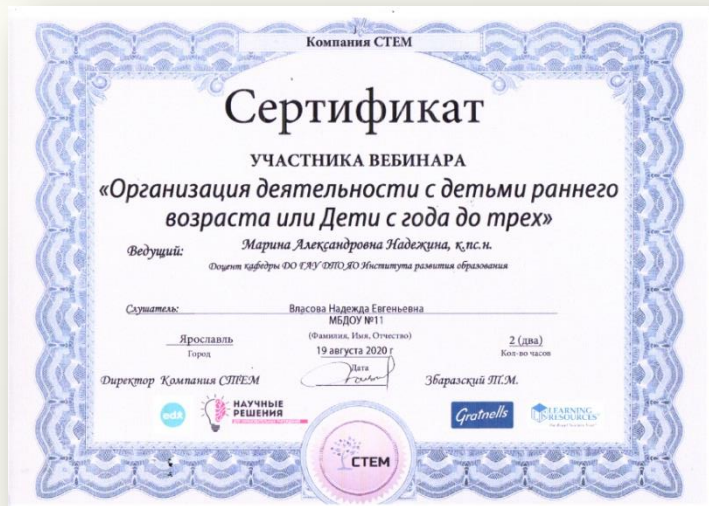 Компания СТЕМ
Сертификат
УЧАСТНИКА ВЕБИНАРА
«Организация деятельности с детьми раннего
возраста или Дети с года до трех»
Ведущий: Марина Александровна Надежина, к.пс.н.
Доцент кафедры ДО ГАУ ДПО ЯО Института развития образования
Слушатель: Власова Надежда Евгеньевна
МБДОУ №11
(Фамилия, Имя, Отчество)
Ярославль 19 августа 2020 г 2 (два)
Город Дата Кол-во часов
Директор Компания СТЕМ Збаразский П.М.
edit НАУЧНЫЕ
РЕШЕНИЯ
Gratnells LEARNING
RESOURCES
СТЕМ